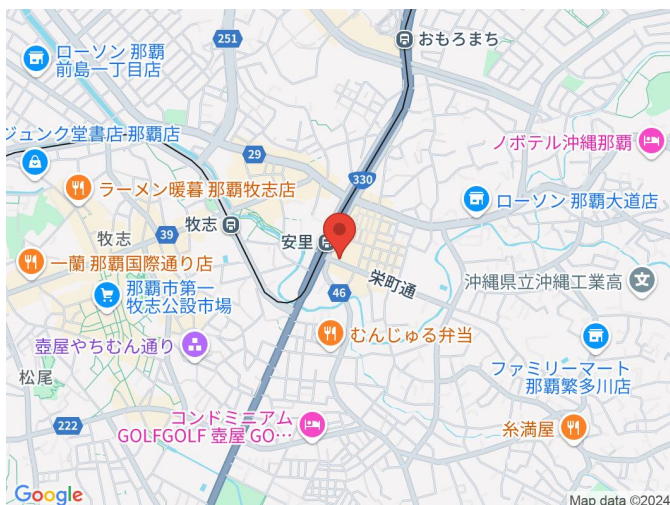 251
おもろまち
ローソン 那覇
前島一丁目店
ジュンク堂書店 那覇店
29
ノボテル沖縄那覇
330
ラーメン暖暮 那覇牧志店
ローソン 那覇大道店
牧志
39
牧志
安里
一蘭 那覇国際通り店
栄町通
那覇市第一
牧志公設市場
46
沖縄県立沖縄工業高
むんじゅる弁当
壺屋やちむん通り
ファミリーマート
那覇繁多川店
松尾
222
コンドミニアム
GOLFGOLF 壺屋 GO…
糸満屋
Google
Map data ©2024